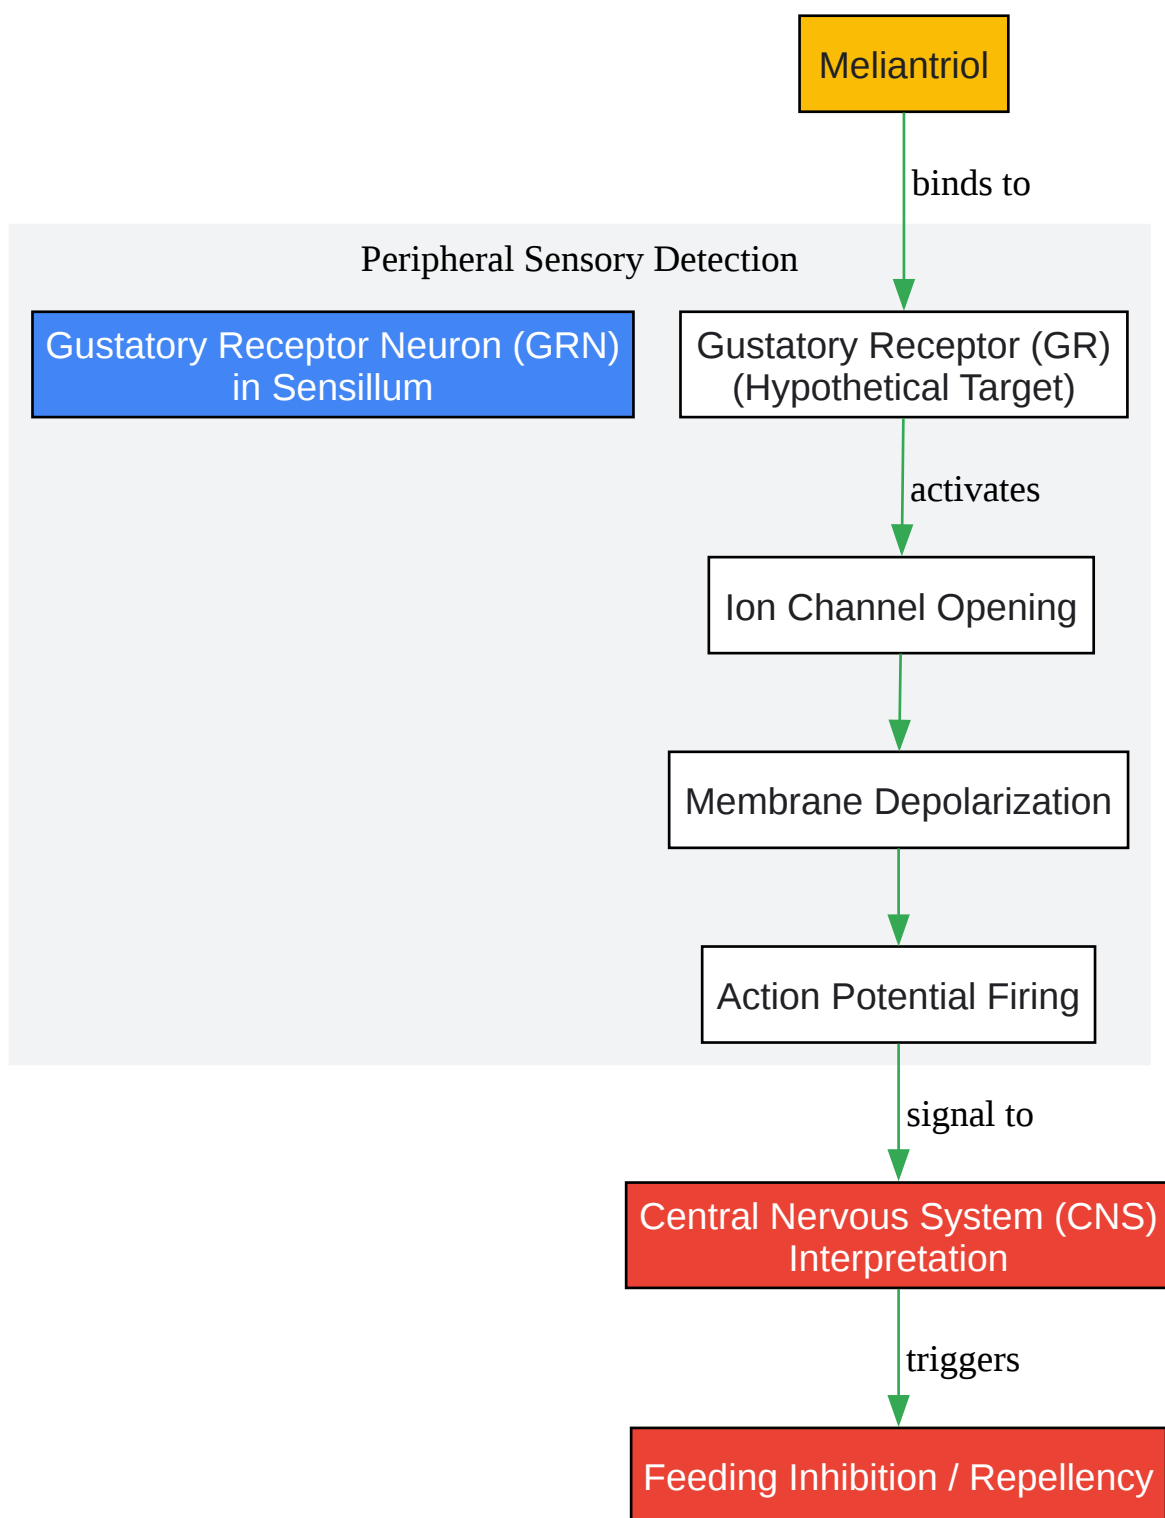 Meliantriol
binds to
Peripheral Sensory Detection
Gustatory Receptor Neuron (GRN)
in Sensillum
Gustatory Receptor (GR)
(Hypothetical Target)
activates
Ion Channel Opening
Membrane Depolarization
Action Potential Firing
signal to
Central Nervous System (CNS)
Interpretation
triggers
Feeding Inhibition / Repellency